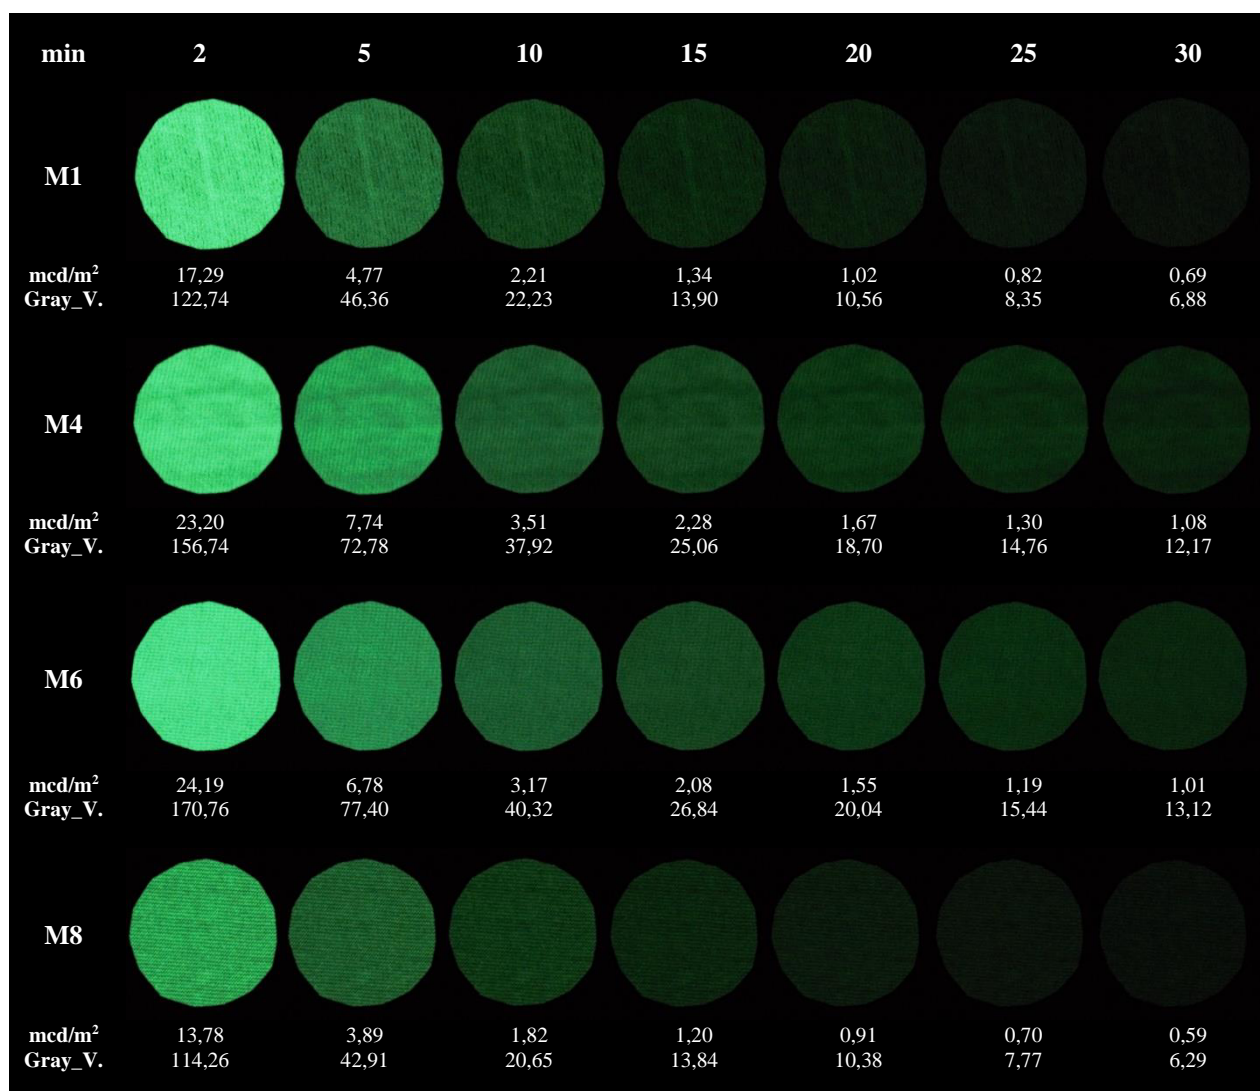 min 2 5 10 15 20 25 30
M1
mcd/m² 17,29 4,77 2,21 1,34 1,02 0,82 0,69
Gray_V. 122,74 46,36 22,23 13,90 10,56 8,35 6,88
M4
mcd/m² 23,20 7,74 3,51 2,28 1,67 1,30 1,08
Gray_V. 156,74 72,78 37,92 25,06 18,70 14,76 12,17
M6
mcd/m² 24,19 6,78 3,17 2,08 1,55 1,19 1,01
Gray_V. 170,76 77,40 40,32 26,84 20,04 15,44 13,12
M8
mcd/m² 13,78 3,89 1,82 1,20 0,91 0,70 0,59
Gray_V. 114,26 42,91 20,65 13,84 10,38 7,77 6,29